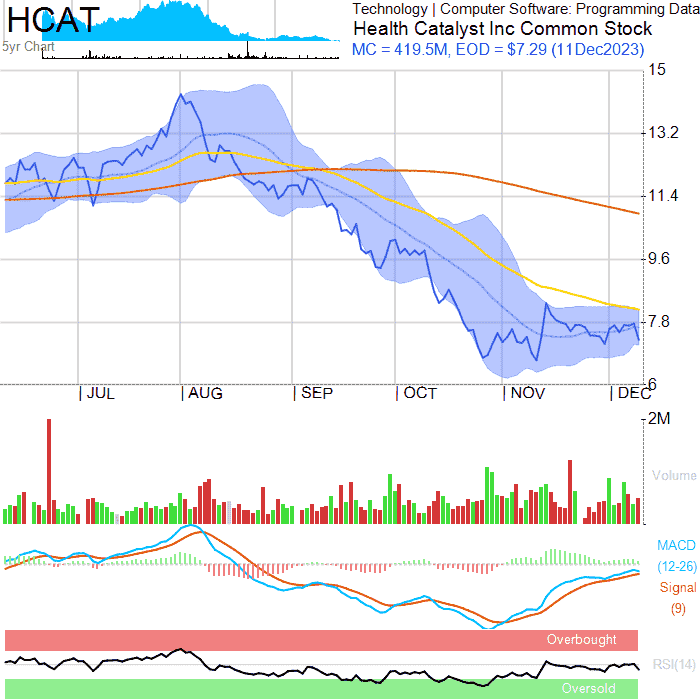 HCAT
5yr Chart
Technology | Computer Software: Programming Data
Health Catalyst Inc Common Stock
MC = 419.5M, EOD = $7.29 (11Dec2023)
15
13.2
11.4
9.6
7.8
6
JUL
AUG
SEP
OCT
NOV
DEC
2M
Volume
MACD
(12-26)
Signal
(9)
Overbought
RSI(14)
Oversold